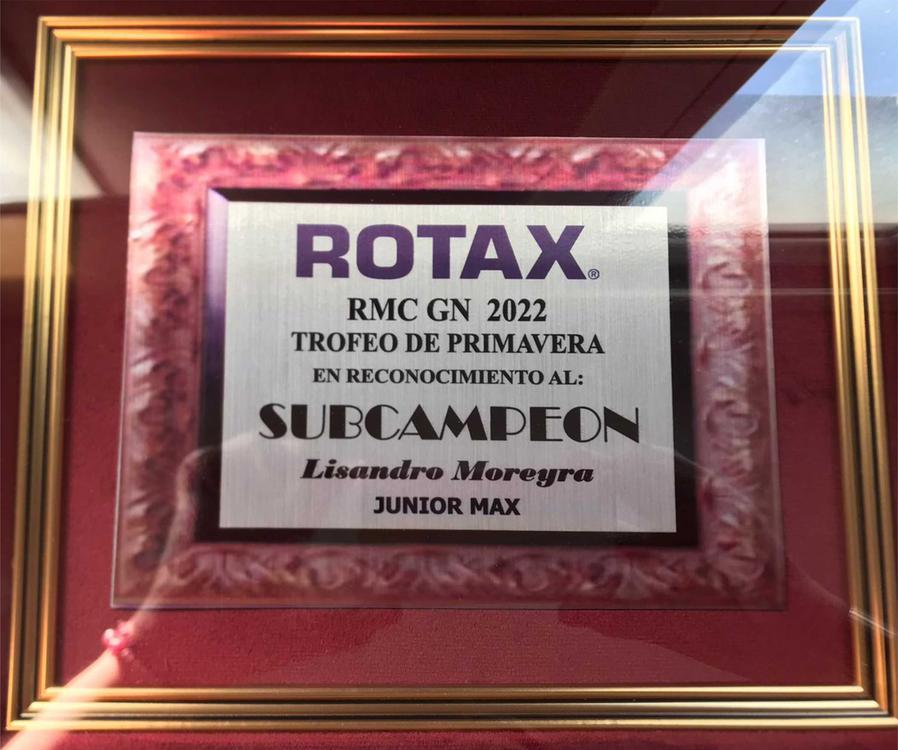 ROTAX®
RMC GN 2022
TROFEO DE PRIMAVERA
EN RECONOCIMIENTO AL:
SUBCAMPEON
Lisandro Moreyra
JUNIOR MAX